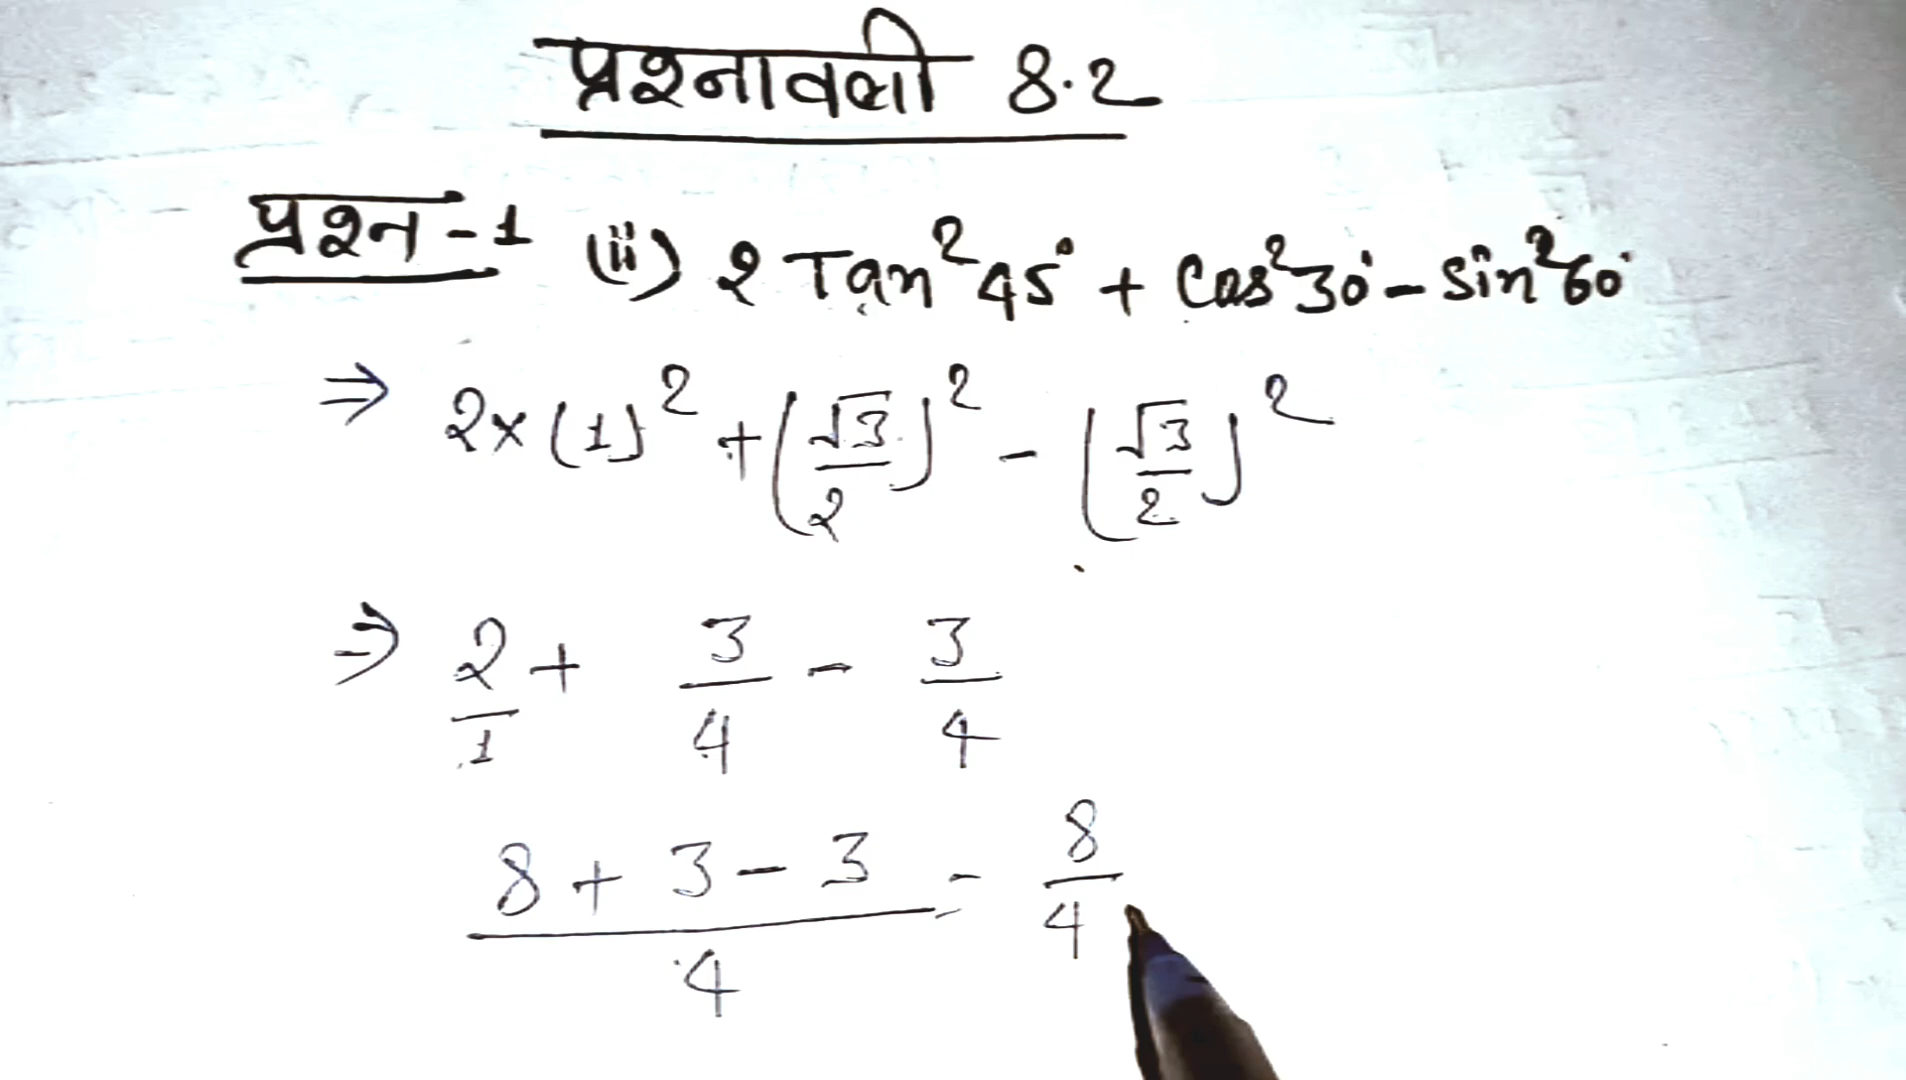 प्रश्नावली 8.2
प्रश्न-1 (ii) 2 Tan²45° + Cos²30° - Sin²60°
⇒ 2×(1)² + (√3/2)² - (√3/2)²
⇒ 2/1 + 3/4 - 3/4
8+3-3/4 = 8/4